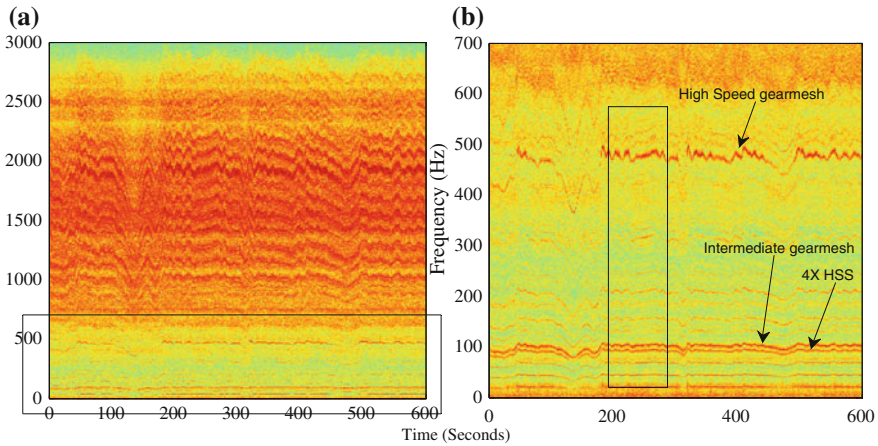 (a)
3000
2500
2000
1500
1000
500
0
0 100 200 300 400 500 600
(b)
700
600
500
400
300
200
100
0
0 200 400 600
Frequency (Hz)
High Speed gearmesh
Intermediate gearmesh
4X HSS
Time (Seconds)